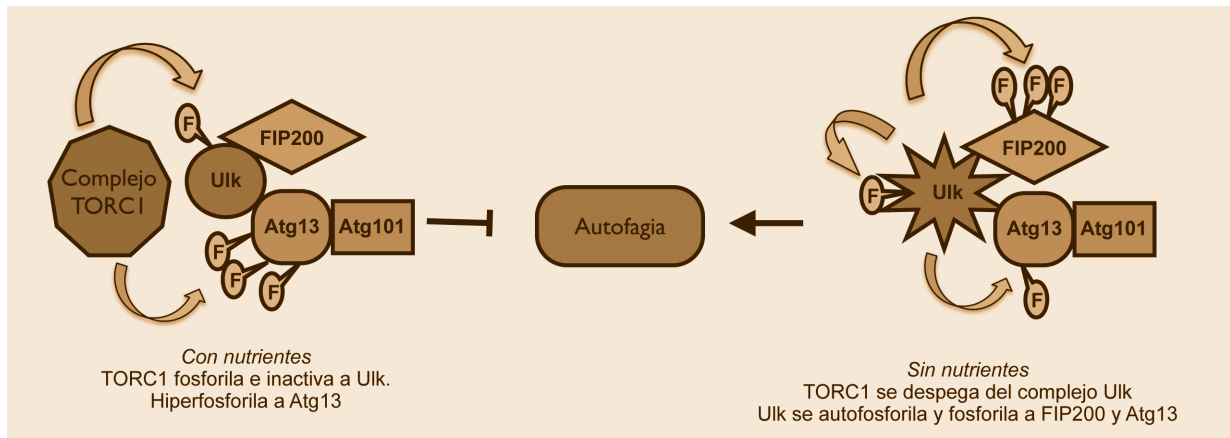 Complejo
TORC1
F
FIP200
Ulk
Atg13
Atg101
F
F
F
Con nutrientes
TORC1 fosforila e inactiva a Ulk.
Hiperfosforila a Atg13
Autofagia
F
F
F
FIP200
F
Ulk
Atg13
Atg101
F
Sin nutrientes
TORC1 se despega del complejo Ulk
Ulk se autofosforila y fosforila a FIP200 y Atg13